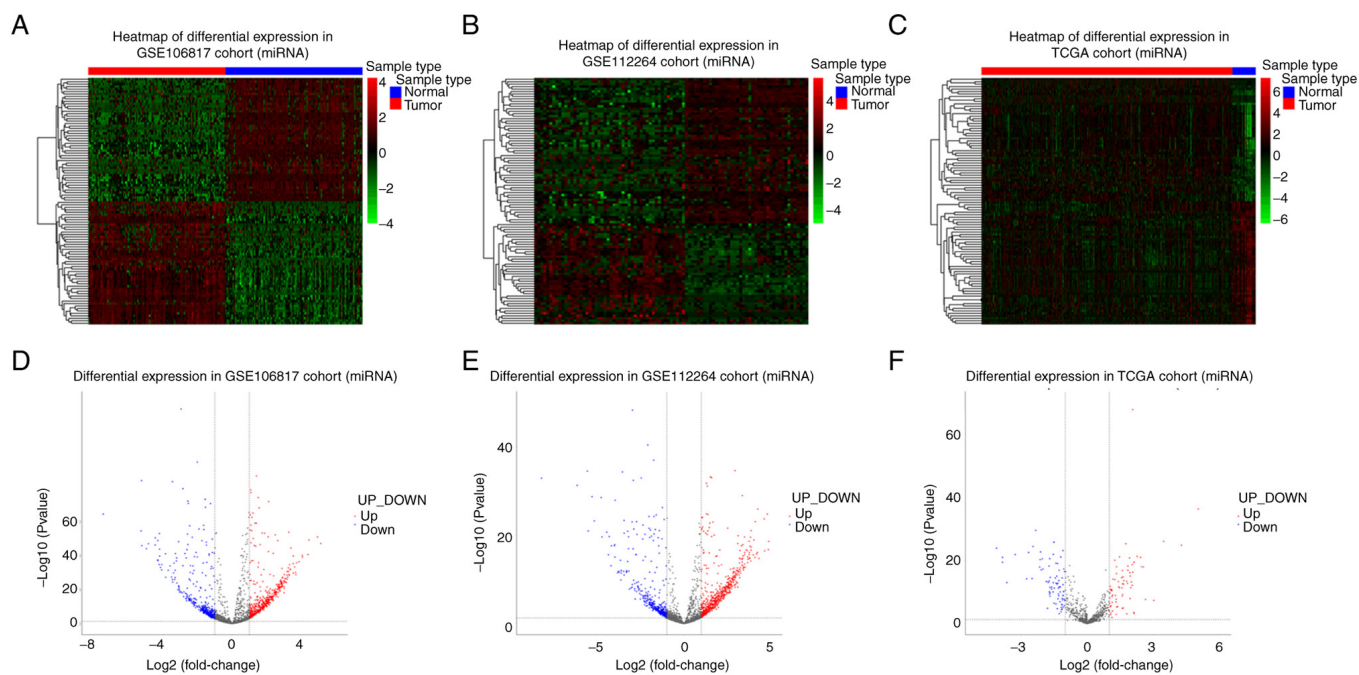 A
Heatmap of differential expression in
GSE106817 cohort (miRNA)
Sample type
4
2
0
−2
−4
Sample type
Normal
Tumor
B
Heatmap of differential expression in
GSE112264 cohort (miRNA)
Sample type
4
2
0
−2
−4
Sample type
Normal
Tumor
C
Heatmap of differential expression in
TCGA cohort (miRNA)
Sample type
6
4
2
0
−2
−4
−6
Sample type
Normal
Tumor
D
Differential expression in GSE106817 cohort (miRNA)
−Log10 (Pvalue)
60
40
20
0
−8
−4
0
4
Log2 (fold-change)
UP_DOWN
Up
Down
E
Differential expression in GSE112264 cohort (miRNA)
−Log10 (Pvalue)
40
20
0
−5
0
5
Log2 (fold-change)
UP_DOWN
Up
Down
F
Differential expression in TCGA cohort (miRNA)
−Log10 (Pvalue)
60
40
20
0
−3
0
3
6
Log2 (fold-change)
UP_DOWN
Up
Down